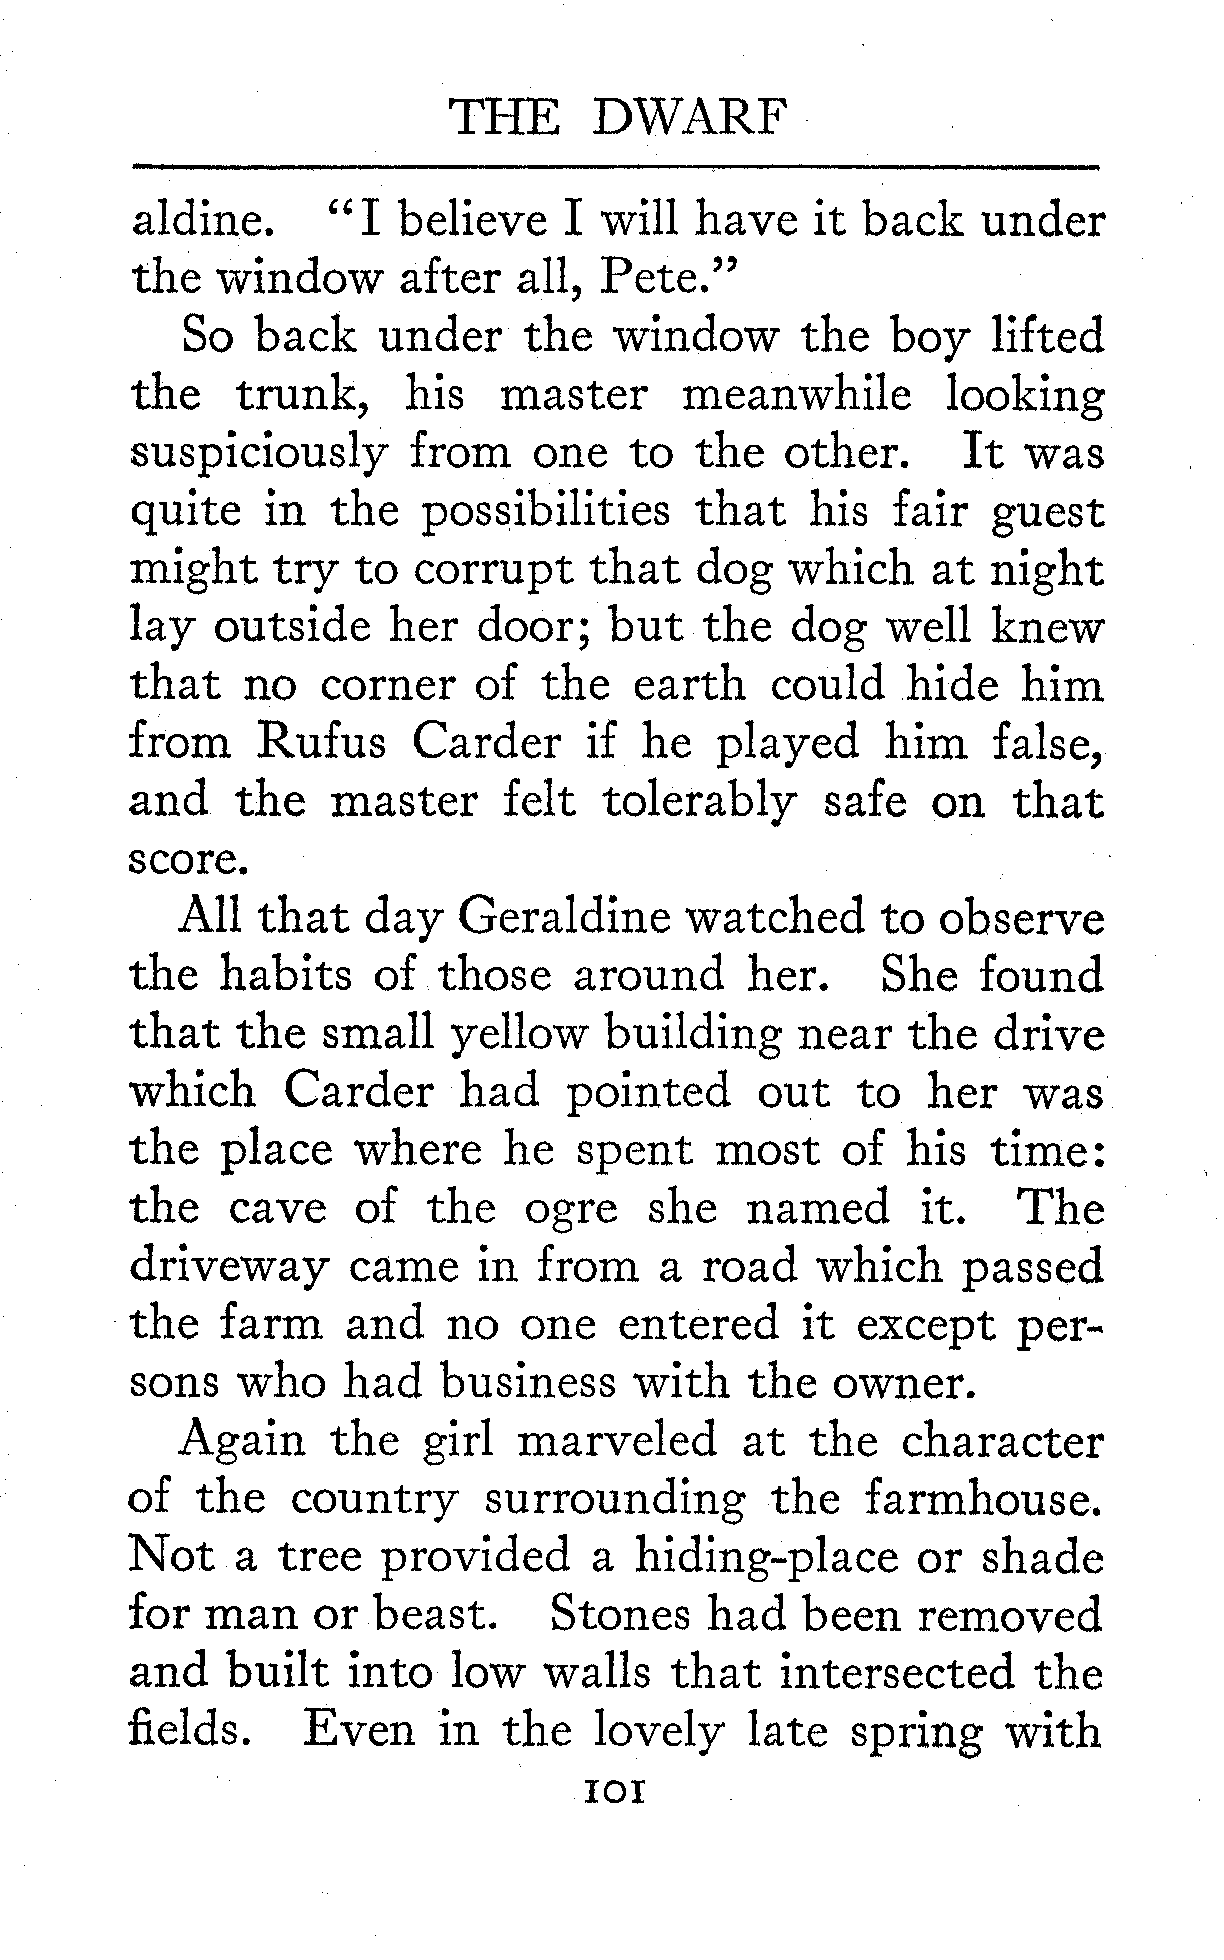 THE DWARF
aldine. "I believe I will have it back under
the window after all, Pete."
So back under the window the boy lifted
the trunk, his master meanwhile looking
suspiciously from one to the other. It was
quite in the possibilities that his fair guest
might try to corrupt that dog which at night
lay outside her door; but the dog well knew
that no corner of the earth could hide him
from Rufus Carder if he played him false,
and the master felt tolerably safe on that
score.
All that day Geraldine watched to observe
the habits of those around her. She found
that the small yellow building near the drive
which Carder had pointed out to her was
the place where he spent most of his time:
the cave of the ogre she named it. The
driveway came in from a road which passed
the farm and no one entered it except per-
sons who had business with the owner.
Again the girl marveled at the character
of the country surrounding the farmhouse.
Not a tree provided a hiding-place or shade
for man or beast. Stones had been removed
and built into low walls that intersected the
fields. Even in the lovely late spring with
101